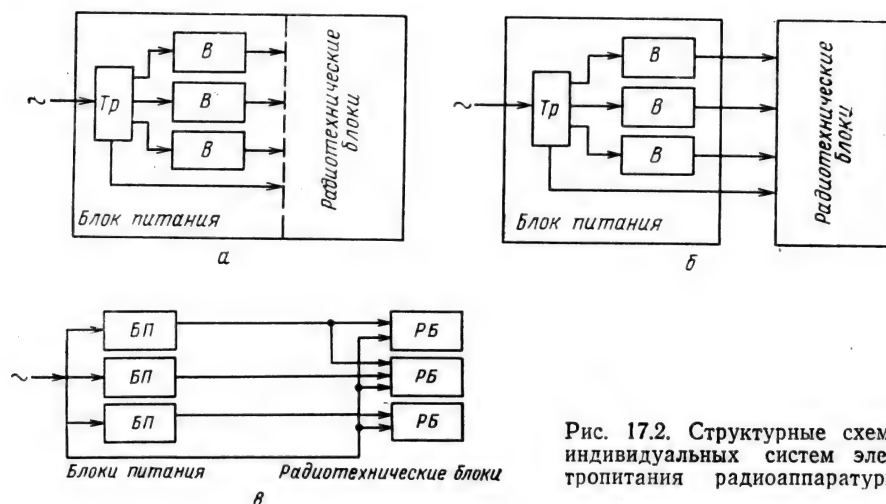 В
В
В
Тр
~
Радиотехнические
блоки
Блок питания
а
В
В
В
Тр
~
Радиотехнические
блоки
Блок питания
б
БП
БП
БП
~
РБ
РБ
РБ
Блоки питания Радиотехнические блоки
в
Рис. 17.2. Структурные схем
индивидуальных систем элек
тропитания радиоаппаратур